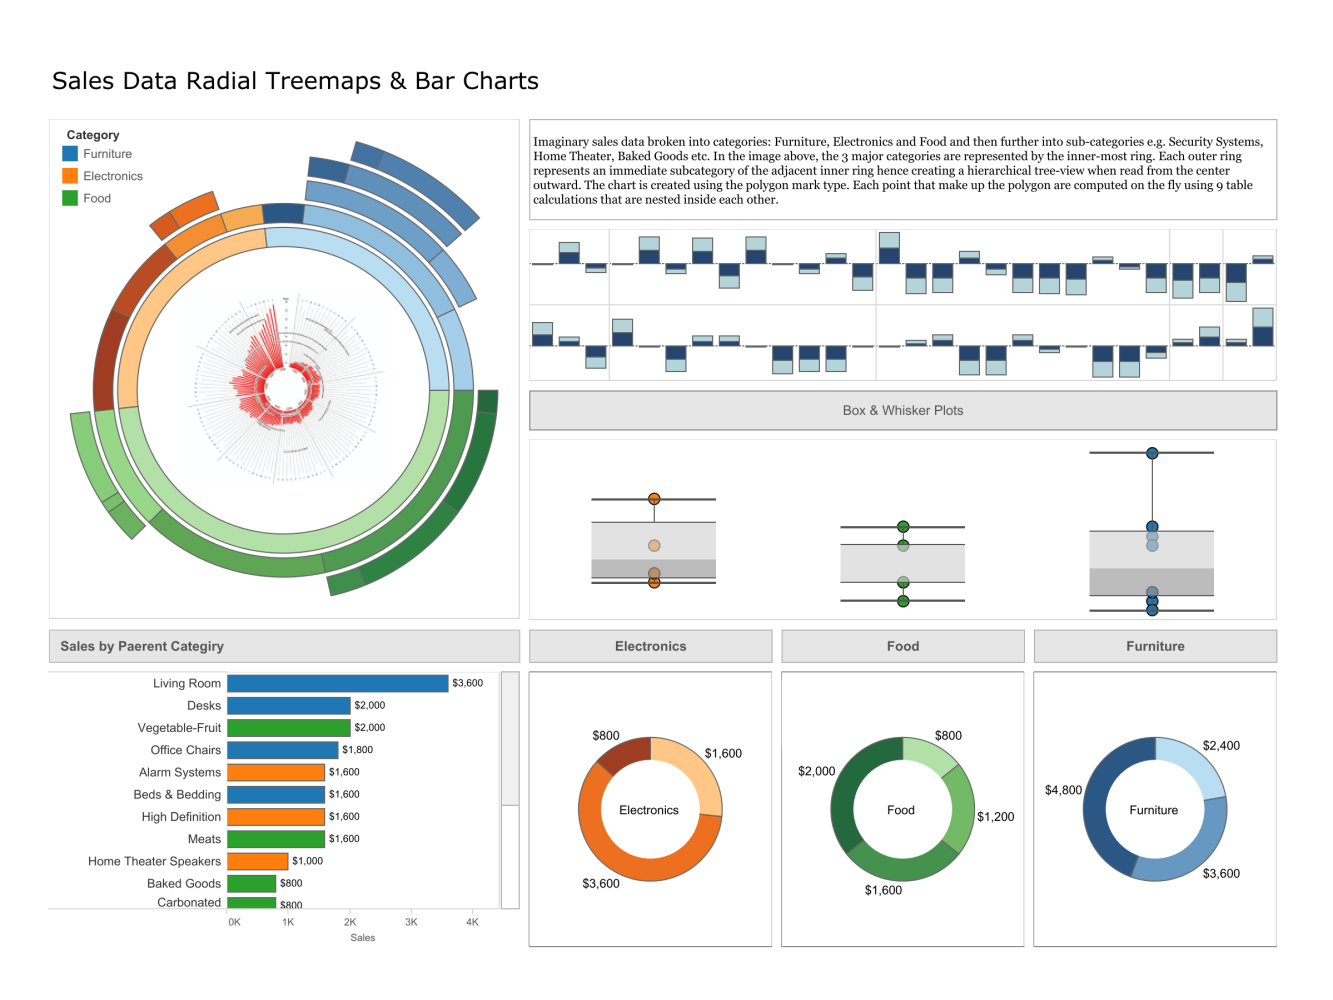 Sales Data Radial Treemaps & Bar Charts
Category
Furniture
Electronics
Food
Imaginary sales data broken into categories: Furniture, Electronics and Food and then further into sub-categories e.g. Security Systems,
Home Theater, Baked Goods etc. In the image above, the 3 major categories are represented by the inner-most ring. Each outer ring
represents an immediate subcategory of the adjacent inner ring hence creating a hierarchical tree-view when read from the center
outward. The chart is created using the polygon mark type. Each point that make up the polygon are computed on the fly using 9 table
calculations that are nested inside each other.
Box & Whisker Plots
Sales by Paerent Categiry
Living Room $3,600
Desks $2,000
Vegetable-Fruit $2,000
Office Chairs $1,800
Alarm Systems $1,600
Beds & Bedding $1,600
High Definition $1,600
Meats $1,600
Home Theater Speakers $1,000
Baked Goods $800
Carbonated $800
0K 1K 2K 3K 4K
Sales
Electronics
$800
$1,600
Electronics
$3,600
Food
$800
$2,000
Food
$1,200
$1,600
Furniture
$2,400
$4,800
Furniture
$3,600